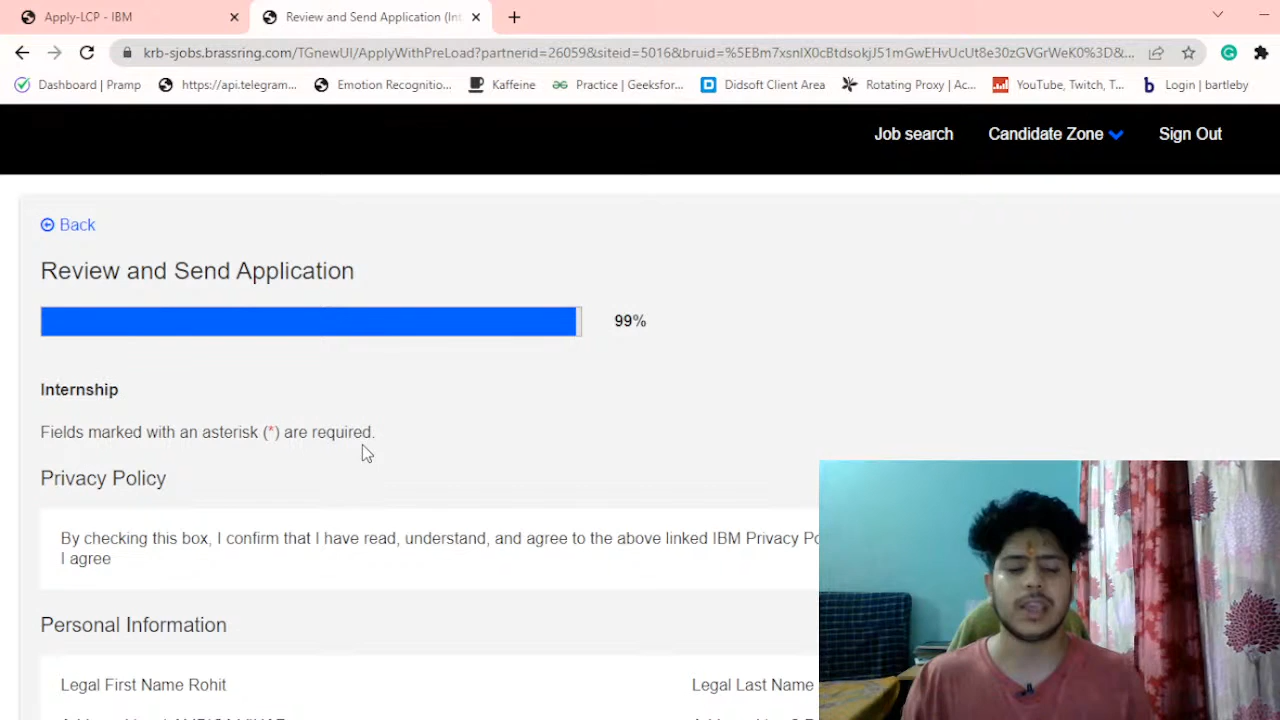 Apply-LCP - IBM
Review and Send Application (Int
krb-sjobs.brassring.com/TGnewUI/ApplyWithPreLoad?partnerid=26059&siteid=5016&bruid=%5EBm7xsnlX0cBtdsokjJ51mGwEHvUcUt8e30zGVGrWeK0%3D&...
Dashboard | Pramp
https://api.telegram...
Emotion Recognitio...
Kaffeine
Practice | Geeksfor...
Didsoft Client Area
Rotating Proxy | Ac...
YouTube, Twitch, T...
Login | bartleby
Job search
Candidate Zone
Sign Out
Back
Review and Send Application
99%
Internship
Fields marked with an asterisk (*) are required.
Privacy Policy
By checking this box, I confirm that I have read, understand, and agree to the above linked IBM Privacy Po
I agree
Personal Information
Legal First Name Rohit
Legal Last Name